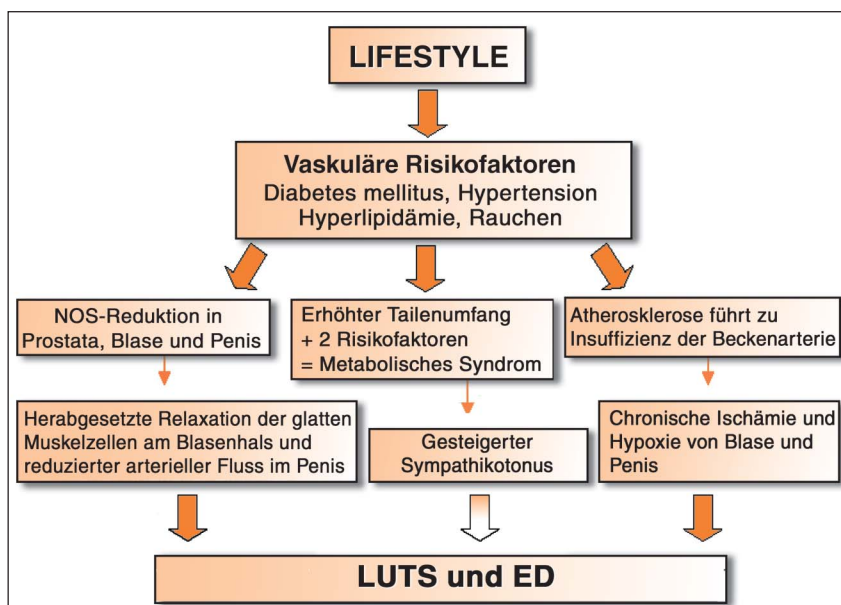 LIFESTYLE
Vaskuläre Risikofaktoren
Diabetes mellitus, Hypertension
Hyperlipidämie, Rauchen
NOS-Reduktion in
Prostata, Blase und Penis
Erhöhter Tailenumfang
+ 2 Risikofaktoren
= Metabolisches Syndrom
Atherosklerose führt zu
Insuffizienz der Beckenarterie
Herabgesetzte Relaxation der glatten
Muskelzellen am Blasenhals und
reduzierter arterieller Fluss im Penis
Gesteigerter
Sympathikotonus
Chronische Ischämie und
Hypoxie von Blase und
Penis
LUTS und ED